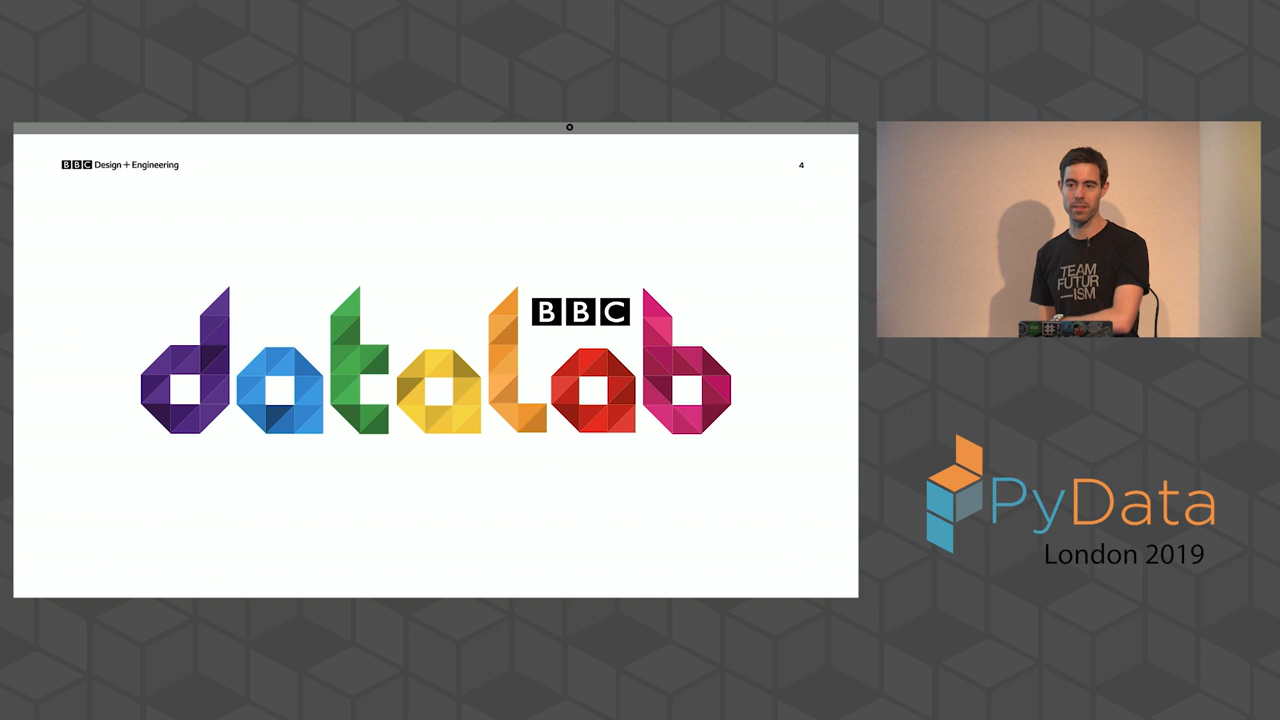 BBC Design + Engineering
4
BBC
datalab
TEAM
FUTUR
—ISM
PyData
London 2019